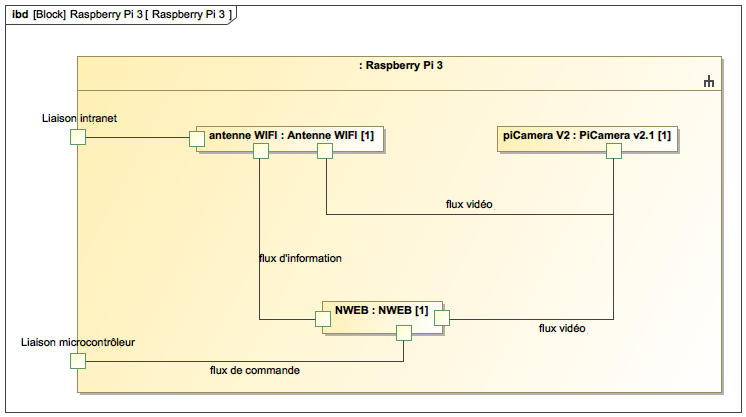 ibd [Block] Raspberry Pi 3 [ Raspberry Pi 3 ]
: Raspberry Pi 3
Liaison intranet
antenne WIFI : Antenne WIFI [1]
piCamera V2 : PiCamera v2.1 [1]
flux vidéo
flux d'information
NWEB : NWEB [1]
flux vidéo
Liaison microcontrôleur
flux de commande